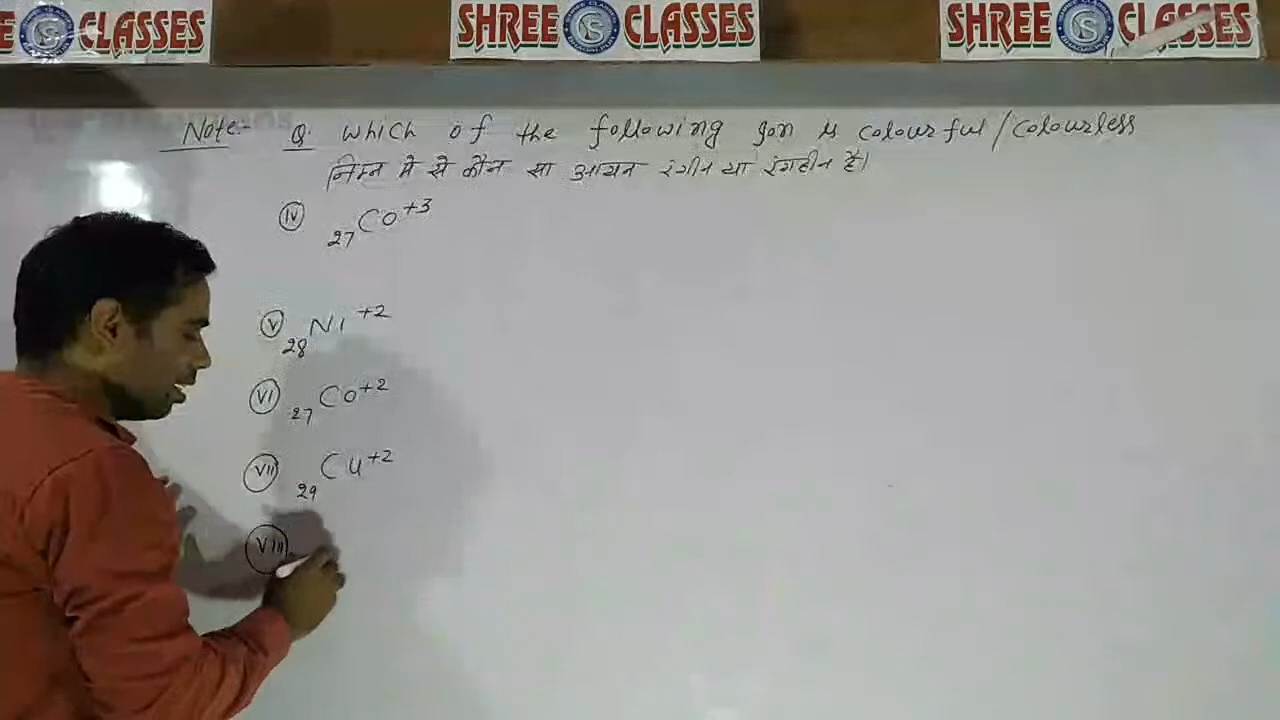 CLASSES SHREE CLASSES SHREE CLASSES
Note:- Q. Which of the following Ion is colourful/colourless
निम्न में से कौन सा आयन रंगीन या रंगहीन है।
(iv) 27Co+3
(v) 28Ni+2
(vi) 27Co+2
(vii) 29Cu+2
(viii)